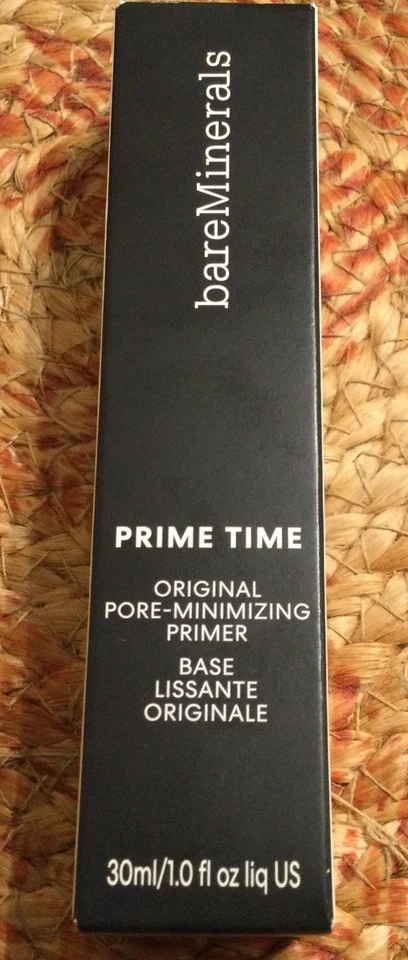 bareMinerals
PRIME TIME
ORIGINAL
PORE-MINIMIZING
PRIMER
BASE
LISSANTE
ORIGINALE
30ml/1.0 fl oz liq US